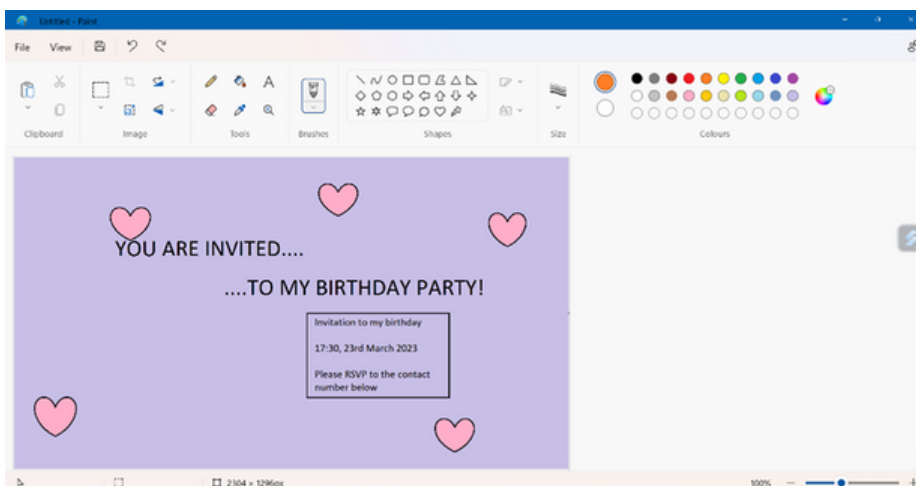 Untitled - Paint
File View
Clipboard Image Tools Brushes Shapes Size Colours
YOU ARE INVITED....
....TO MY BIRTHDAY PARTY!
Invitation to my birthday
17:30, 23rd March 2023
Please RSVP to the contact
number below
2304 × 1296px 100%